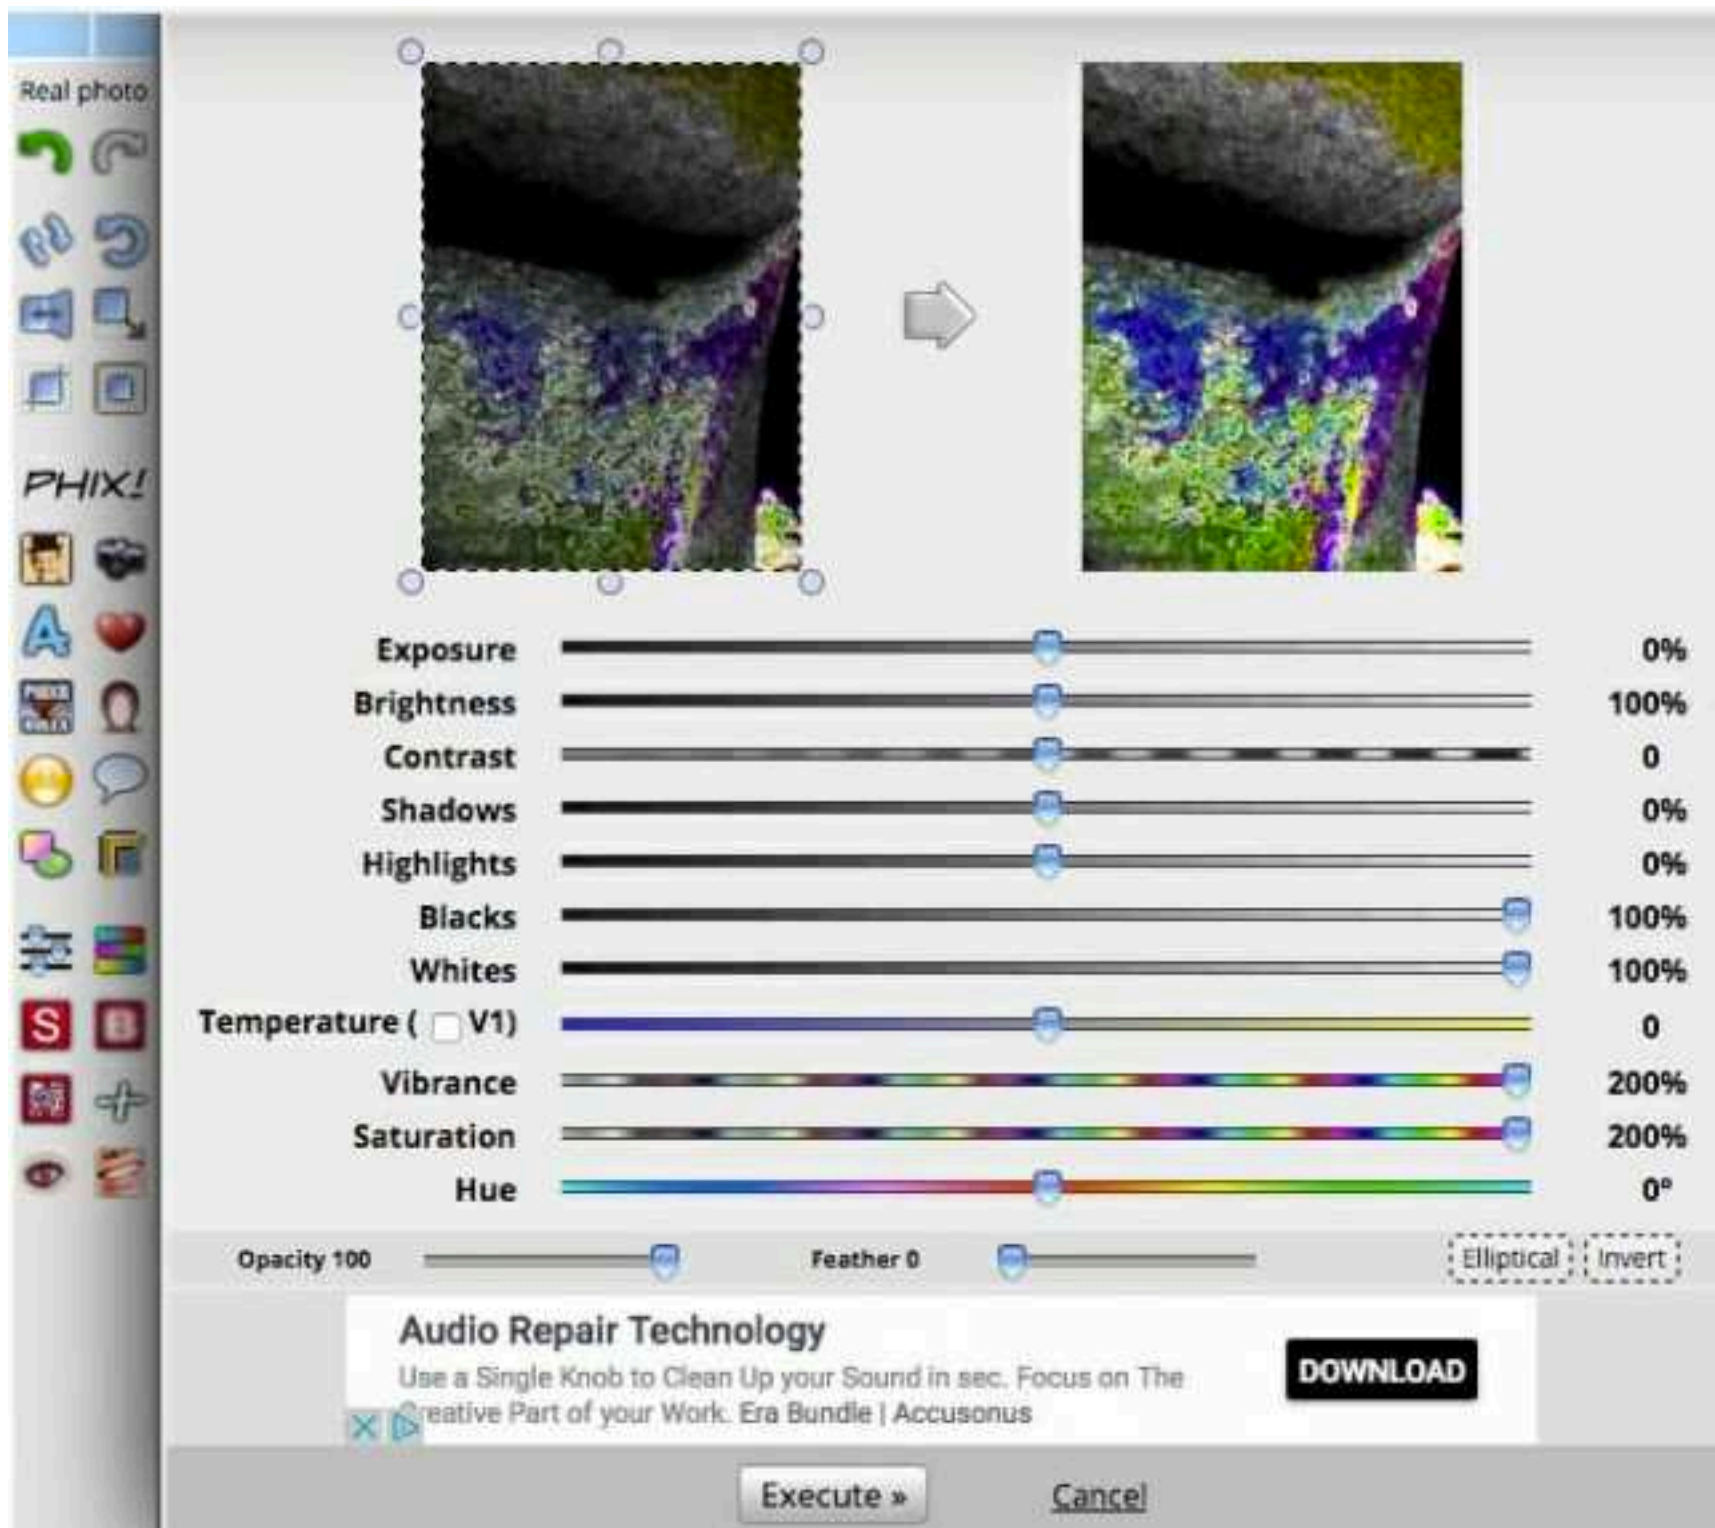 Real photo
PHIX!
Exposure 0%
Brightness 100%
Contrast 0
Shadows 0%
Highlights 0%
Blacks 100%
Whites 100%
Temperature ( V1) 0
Vibrance 200%
Saturation 200%
Hue 0°
Opacity 100 Feather 0 Elliptical Invert
Audio Repair Technology
Use a Single Knob to Clean Up your Sound in sec. Focus on The
Creative Part of your Work. Era Bundle | Accusonus
DOWNLOAD
Execute » Cancel